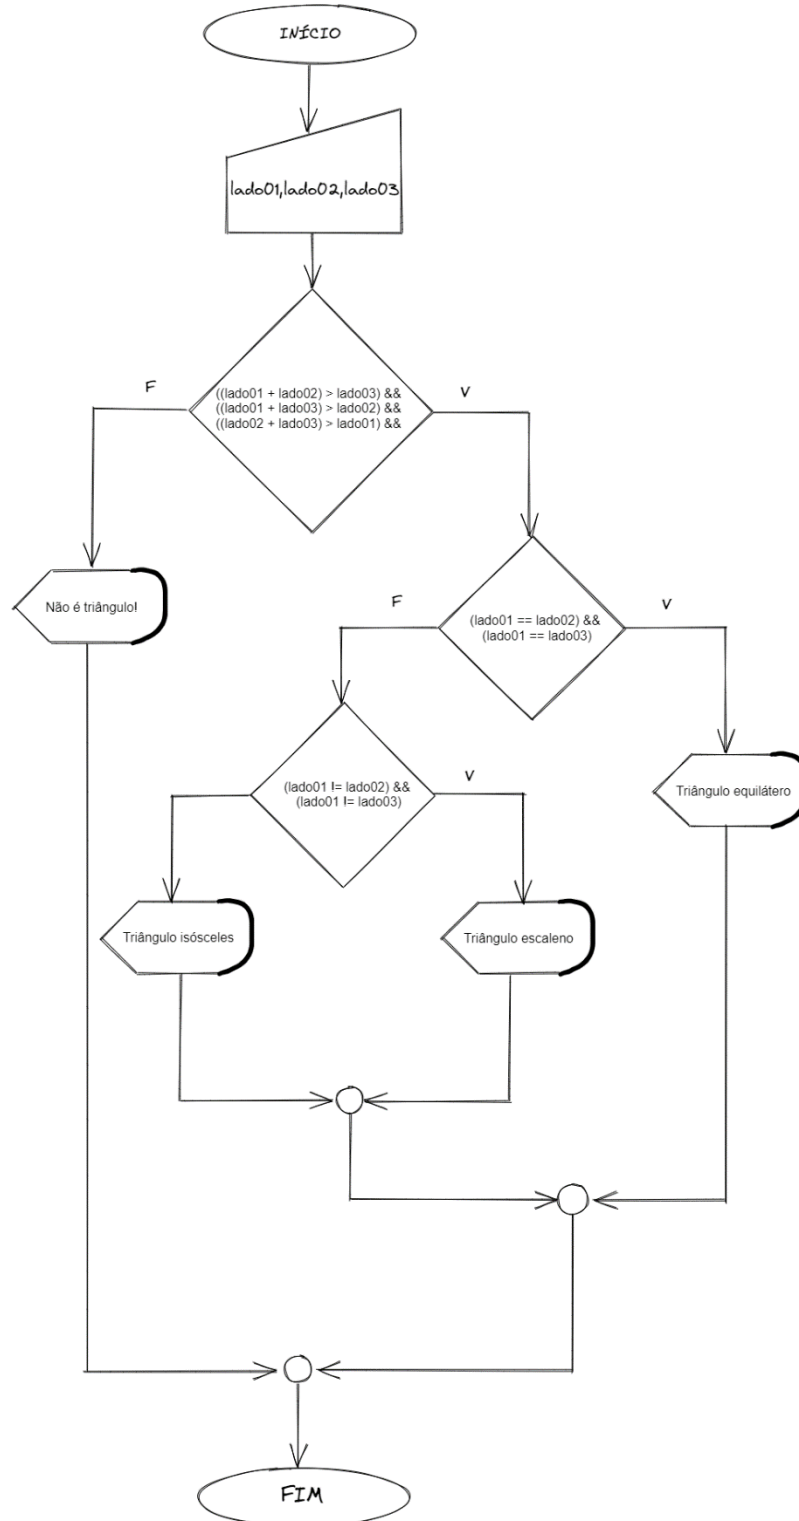 INÍCIO
lado01,lado02,lado03
F
V
((lado01 + lado02) > lado03) &&
((lado01 + lado03) > lado02) &&
((lado02 + lado03) > lado01) &&
Não é triângulo!
F
V
(lado01 == lado02) &&
(lado01 == lado03)
V
(lado01 != lado02) &&
(lado01 != lado03)
Triângulo equilátero
Triângulo isósceles
Triângulo escaleno
FIM